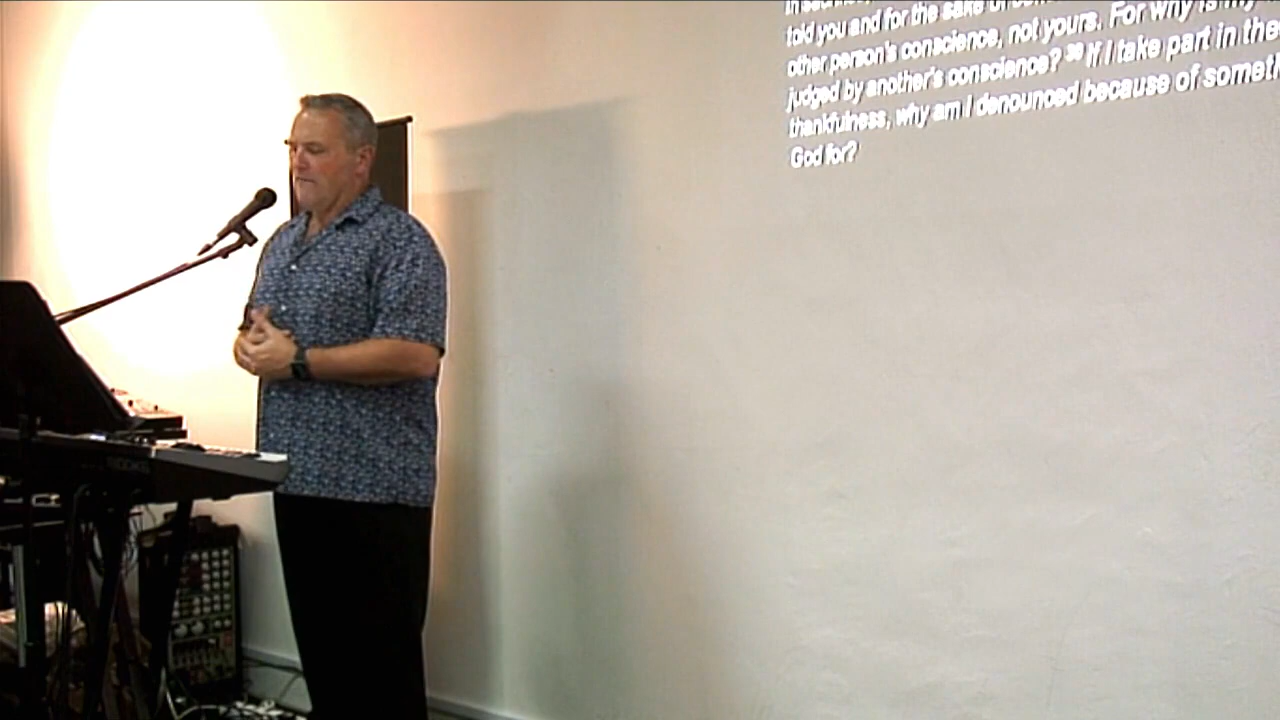 told you and for the sake of
other person's conscience, not yours. For why is my
judged by another's conscience? 30 If I take part in the
thankfulness, why am I denounced because of someth
God for?